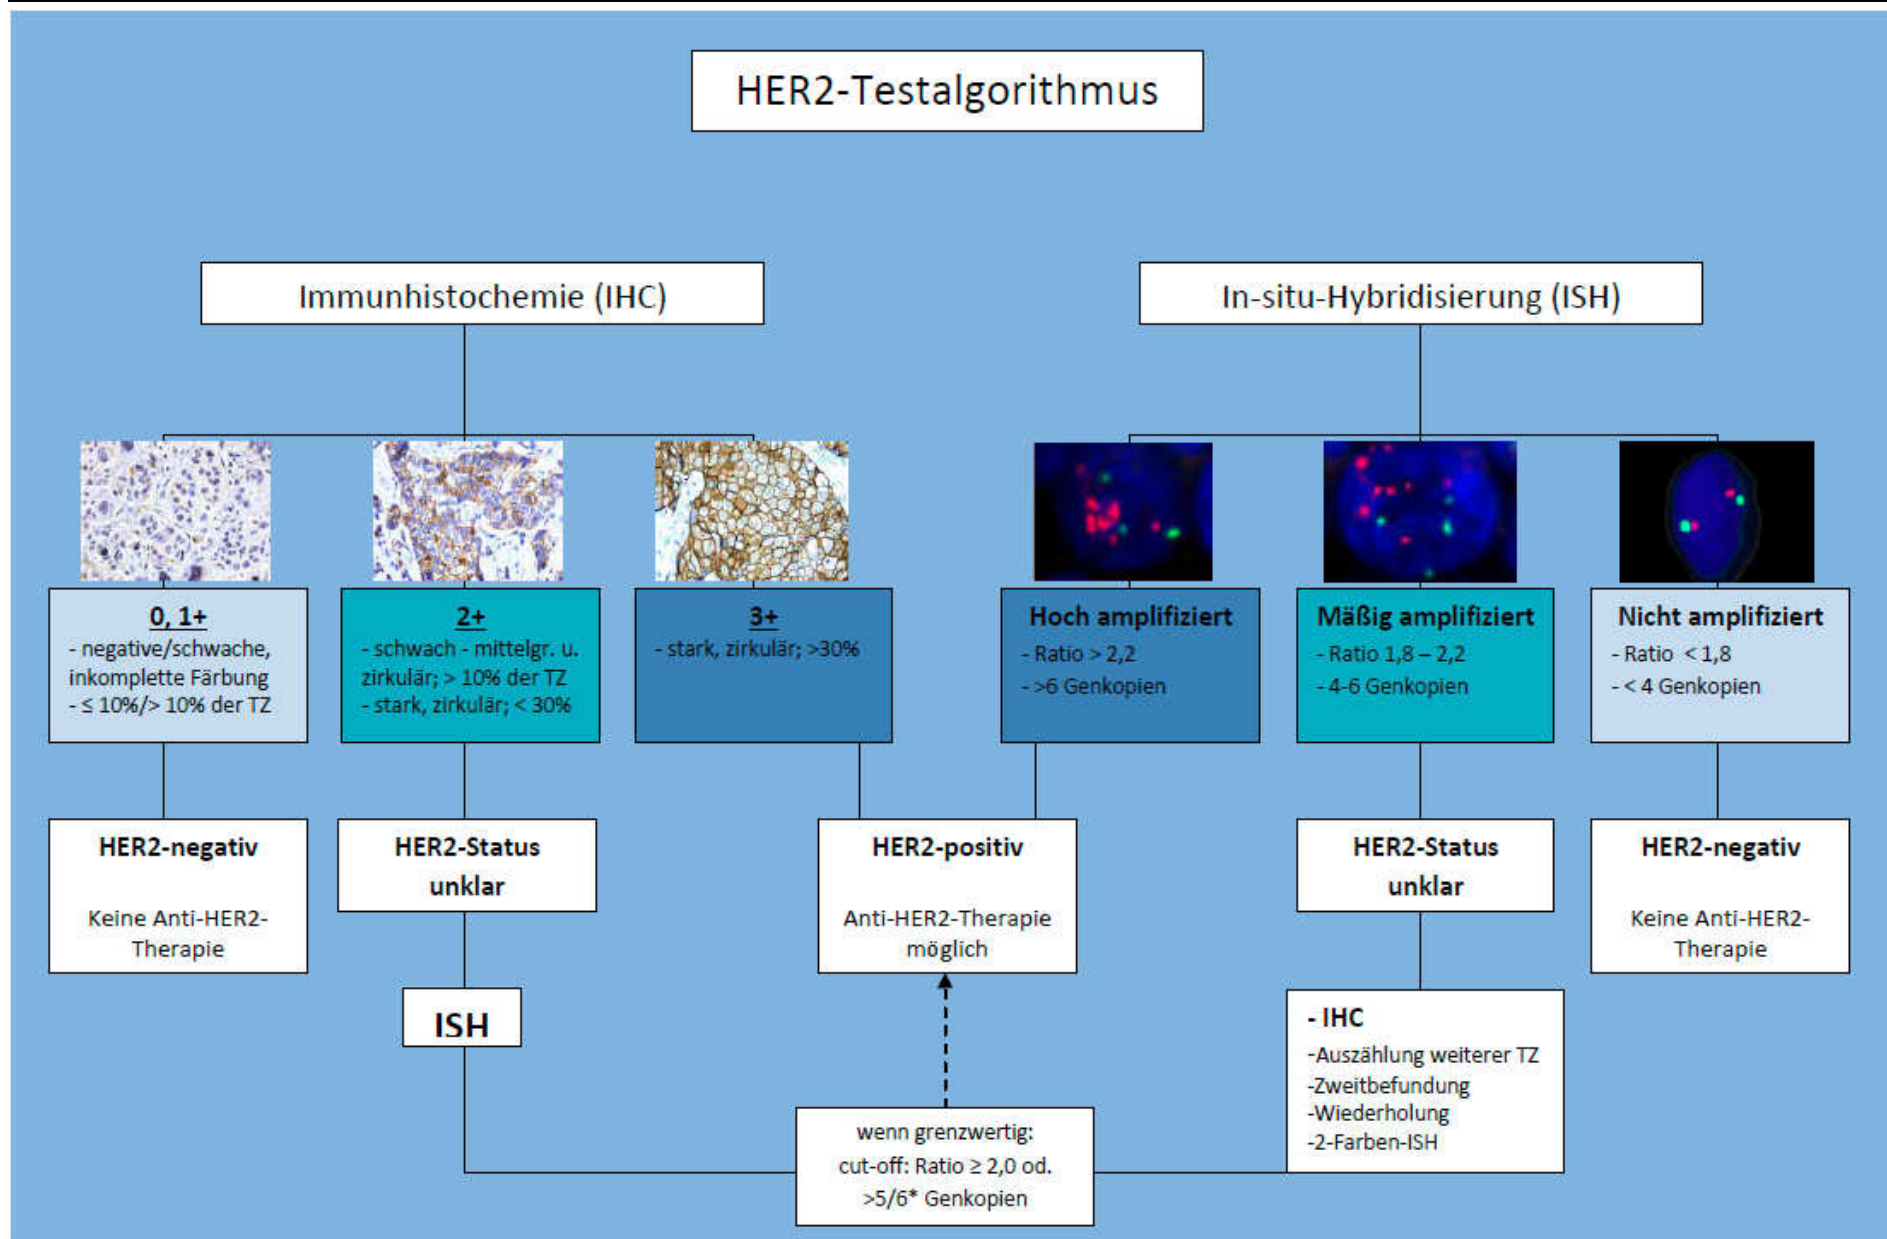 HER2-Testalgorithmus
Immunhistochemie (IHC)
In-situ-Hybridisierung (ISH)
0, 1+
- negative/schwache,
inkomplette Färbung
- ≤ 10%/> 10% der TZ
2+
- schwach - mittelgr. u.
zirkulär; > 10% der TZ
- stark, zirkulär; < 30%
3+
- stark, zirkulär; >30%
Hoch amplifiziert
- Ratio > 2,2
- >6 Genkopien
Mäßig amplifiziert
- Ratio 1,8 – 2,2
- 4-6 Genkopien
Nicht amplifiziert
- Ratio < 1,8
- < 4 Genkopien
HER2-negativ
Keine Anti-HER2-
Therapie
HER2-Status
unklar
HER2-positiv
Anti-HER2-Therapie
möglich
HER2-Status
unklar
HER2-negativ
Keine Anti-HER2-
Therapie
ISH
- IHC
-Auszählung weiterer TZ
-Zweitbefundung
-Wiederholung
-2-Farben-ISH
wenn grenzwertig:
cut-off: Ratio ≥ 2,0 od.
>5/6* Genkopien